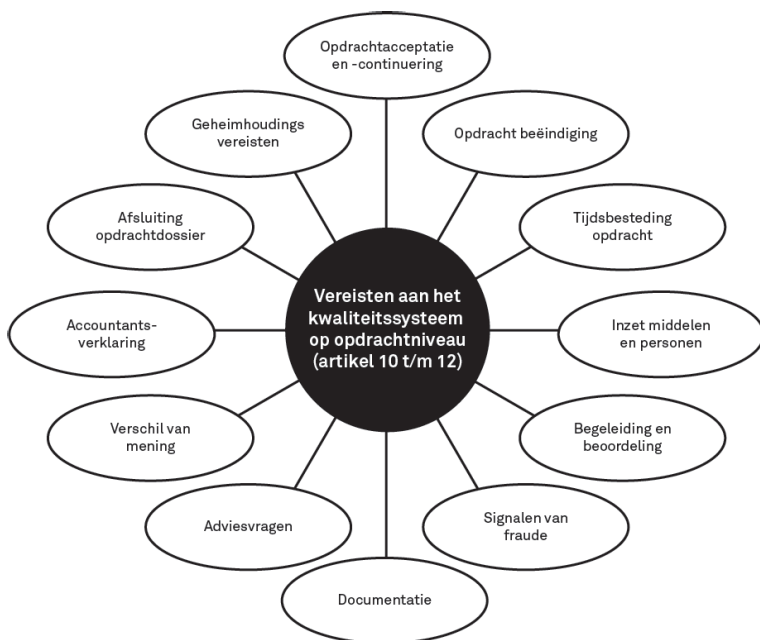 Opdrachtacceptatie
en -continuering
Geheimhoudings
vereisten
Opdracht beëindiging
Afsluiting
opdrachtdossier
Tijdsbesteding
opdracht
Vereisten aan het
kwaliteitssysteem
op opdrachtniveau
(artikel 10 t/m 12)
Accountants-
verklaring
Inzet middelen
en personen
Verschil van
mening
Begeleiding en
beoordeling
Adviesvragen
Signalen van
fraude
Documentatie